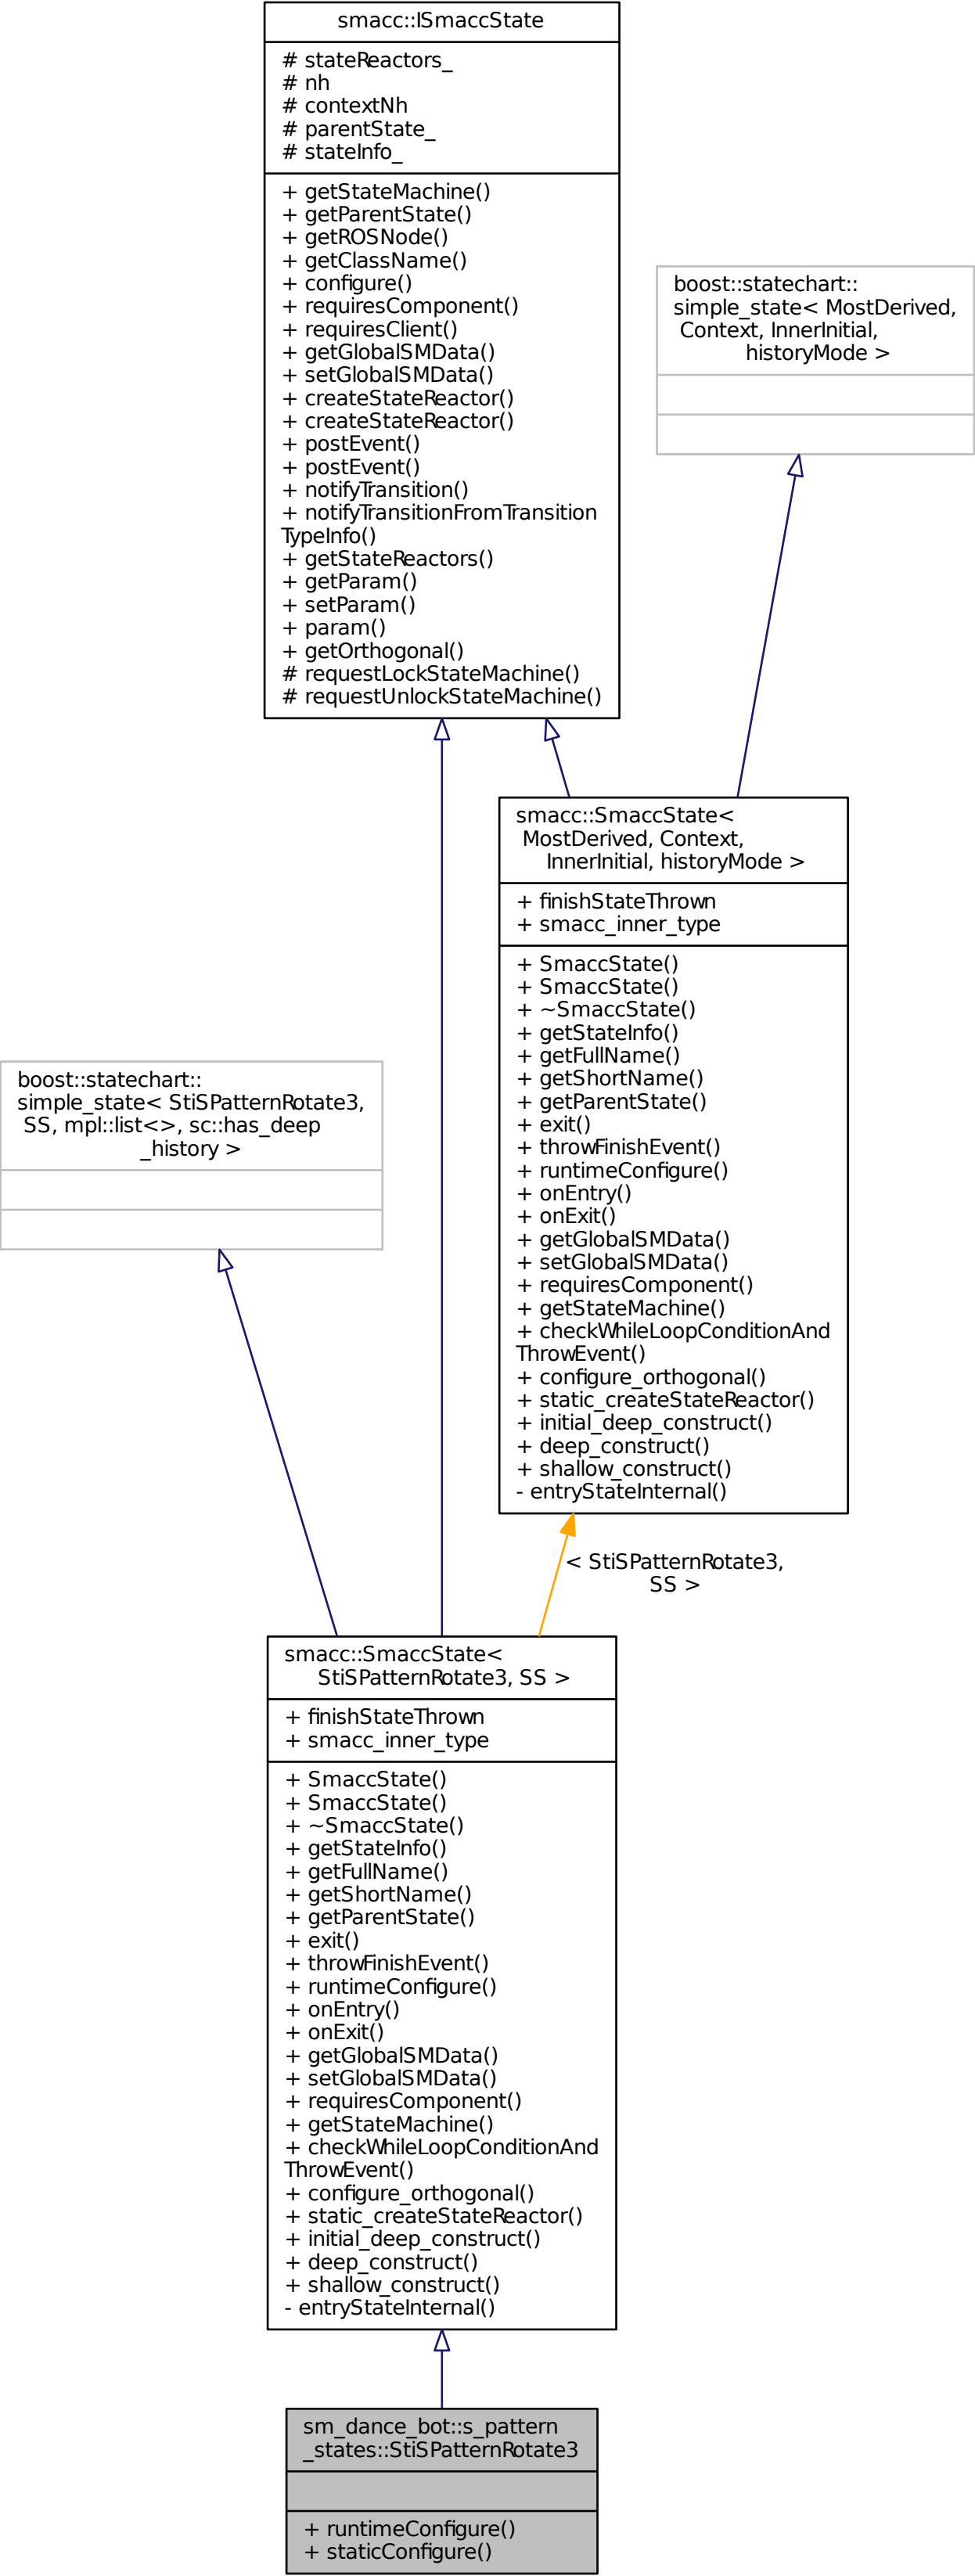 smacc::ISmaccState
# stateReactors_
# nh
# contextNh
# parentState_
# stateInfo_
+ getStateMachine()
+ getParentState()
+ getROSNode()
+ getClassName()
+ configure()
+ requiresComponent()
+ requiresClient()
+ getGlobalSMData()
+ setGlobalSMData()
+ createStateReactor()
+ createStateReactor()
+ postEvent()
+ postEvent()
+ notifyTransition()
+ notifyTransitionFromTransition
TypeInfo()
+ getStateReactors()
+ getParam()
+ setParam()
+ param()
+ getOrthogonal()
# requestLockStateMachine()
# requestUnlockStateMachine()
boost::statechart::
simple_state< MostDerived,
Context, InnerInitial,
historyMode >
smacc::SmaccState<
MostDerived, Context,
InnerInitial, historyMode >
+ finishStateThrown
+ smacc_inner_type
+ SmaccState()
+ SmaccState()
+ ~SmaccState()
+ getStateInfo()
+ getFullName()
+ getShortName()
+ getParentState()
+ exit()
+ throwFinishEvent()
+ runtimeConfigure()
+ onEntry()
+ onExit()
+ getGlobalSMData()
+ setGlobalSMData()
+ requiresComponent()
+ getStateMachine()
+ checkWhileLoopConditionAnd
ThrowEvent()
+ configure_orthogonal()
+ static_createStateReactor()
+ initial_deep_construct()
+ deep_construct()
+ shallow_construct()
- entryStateInternal()
boost::statechart::
simple_state< StiSPatternRotate3,
SS, mpl::list<>, sc::has_deep
_history >
< StiSPatternRotate3,
SS >
smacc::SmaccState<
StiSPatternRotate3, SS >
+ finishStateThrown
+ smacc_inner_type
+ SmaccState()
+ SmaccState()
+ ~SmaccState()
+ getStateInfo()
+ getFullName()
+ getShortName()
+ getParentState()
+ exit()
+ throwFinishEvent()
+ runtimeConfigure()
+ onEntry()
+ onExit()
+ getGlobalSMData()
+ setGlobalSMData()
+ requiresComponent()
+ getStateMachine()
+ checkWhileLoopConditionAnd
ThrowEvent()
+ configure_orthogonal()
+ static_createStateReactor()
+ initial_deep_construct()
+ deep_construct()
+ shallow_construct()
- entryStateInternal()
sm_dance_bot::s_pattern
_states::StiSPatternRotate3
+ runtimeConfigure()
+ staticConfigure()